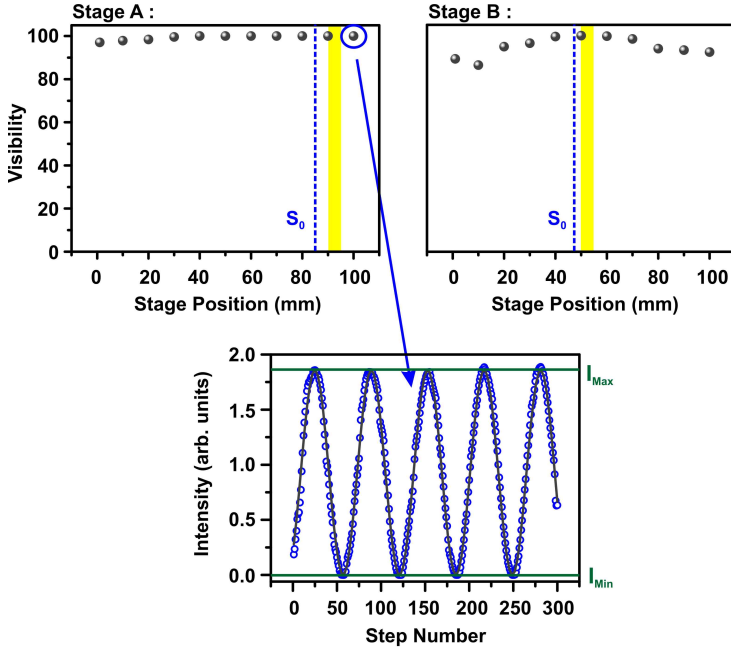 Stage A :
Stage B :
Visibility
100
80
60
40
20
0
S0
S0
0 20 40 60 80 100
0 20 40 60 80 100
Stage Position (mm)
Stage Position (mm)
Intensity (arb. units)
2.0
1.5
1.0
0.5
0.0
IMax
IMin
0 50 100 150 200 250 300
Step Number